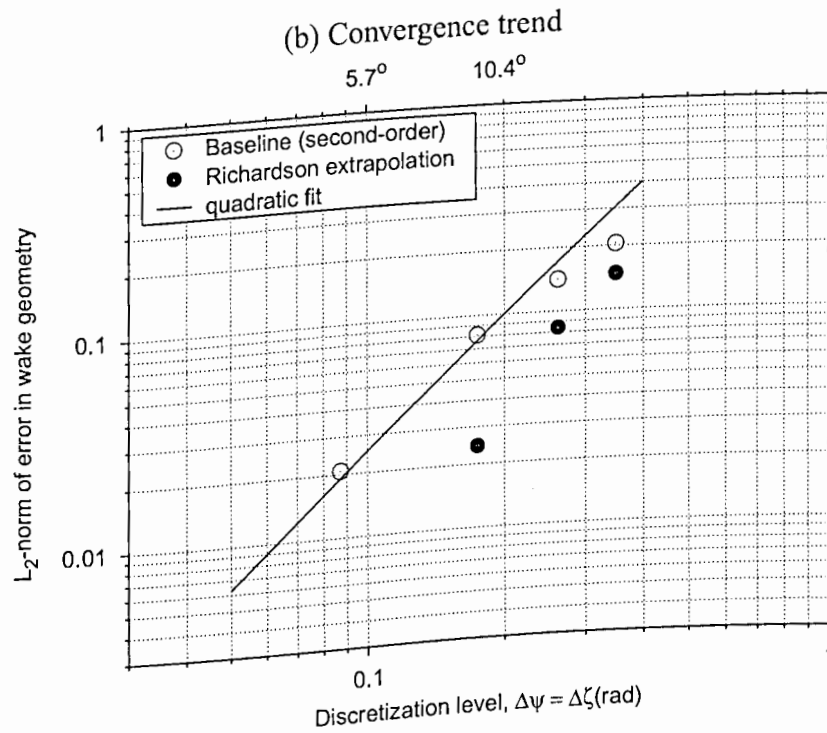 (b) Convergence trend
5.7° 10.4°
1
Baseline (second-order)
Richardson extrapolation
quadratic fit
0.1
0.01
L₂-norm of error in wake geometry
0.1
Discretization level, Δψ = Δζ(rad)